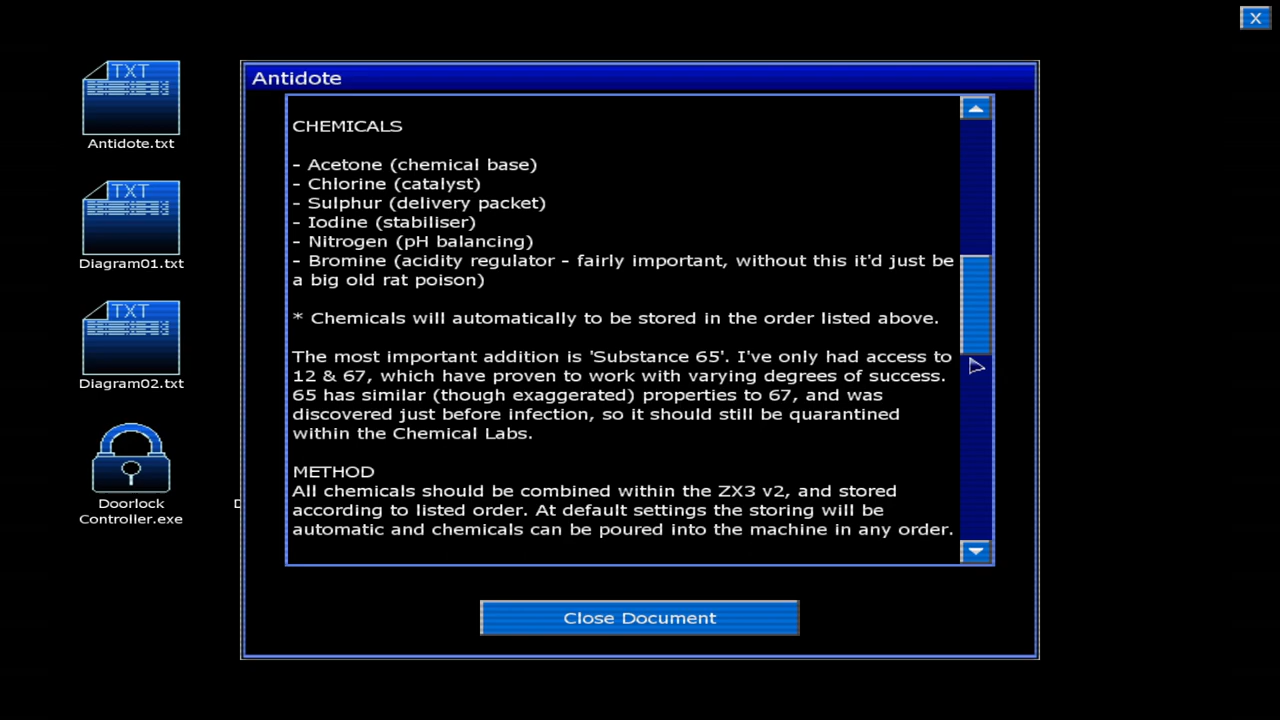 X
TXT
Antidote.txt
TXT
Diagram01.txt
TXT
Diagram02.txt
Doorlock
Controller.exe
D
Antidote
CHEMICALS
- Acetone (chemical base)
- Chlorine (catalyst)
- Sulphur (delivery packet)
- Iodine (stabiliser)
- Nitrogen (pH balancing)
- Bromine (acidity regulator - fairly important, without this it'd just be
a big old rat poison)
* Chemicals will automatically to be stored in the order listed above.
The most important addition is 'Substance 65'. I've only had access to
12 & 67, which have proven to work with varying degrees of success.
65 has similar (though exaggerated) properties to 67, and was
discovered just before infection, so it should still be quarantined
within the Chemical Labs.
METHOD
All chemicals should be combined within the ZX3 v2, and stored
according to listed order. At default settings the storing will be
automatic and chemicals can be poured into the machine in any order.
Close Document